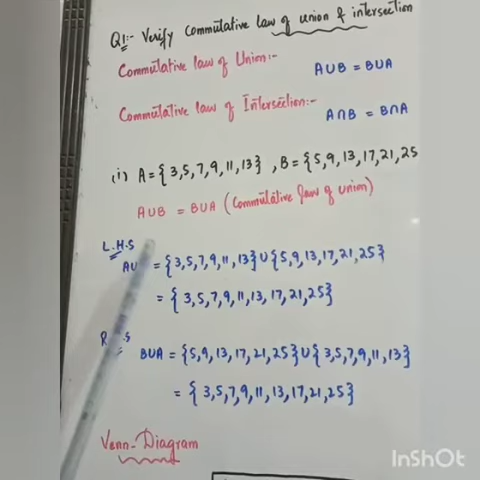 Q1:- Verify Commutative law of union & intersection
Commutative law of Union:-
A∪B = B∪A
Commutative law of Intersection:-
A∩B = B∩A
(i) A={3,5,7,9,11,13} , B={5,9,13,17,21,25
A∪B = B∪A (Commutative law of union)
L.H.S
= {3,5,7,9,11,13}∪{5,9,13,17,21,25}
= {3,5,7,9,11,13,17,21,25}
B∪A = {5,9,13,17,21,25}∪{3,5,7,9,11,13}
= {3,5,7,9,11,13,17,21,25}
Venn-Diagram
InShOt